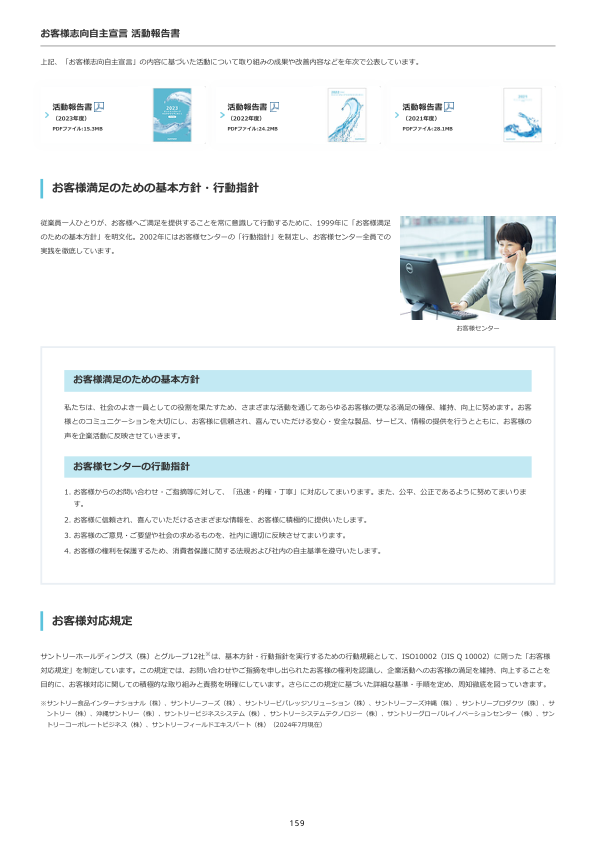 お客様志向自主宣言 活動報告書
上記、「お客様志向自主宣言」の内容に基づいた活動について取り組みの成果や改善内容などを年次で公表しています。
活動報告書
（2023年度）
PDFファイル:15.3MB
活動報告書
（2022年度）
PDFファイル:24.2MB
活動報告書
（2021年度）
PDFファイル:28.1MB
お客様満足のための基本方針・行動指針
従業員一人ひとりが、お客様へご満足を提供することを常に意識して行動するために、1999年に「お客様満足
のための基本方針」を明文化。2002年にはお客様センターの「行動指針」を制定し、お客様センター全員での
実践を徹底しています。
お客様センター
お客様満足のための基本方針
私たちは、社会のよき一員としての役割を果たすため、さまざまな活動を通じてあらゆるお客様の更なる満足の確保、維持、向上に努めます。お客
様とのコミュニケーションを大切にし、お客様に信頼され、喜んでいただける安心・安全な製品、サービス、情報の提供を行うとともに、お客様の
声を企業活動に反映させていきます。
お客様センターの行動指針
1. お客様からのお問い合わせ・ご指摘等に対して、「迅速・的確・丁寧」に対応してまいります。また、公平、公正であるように努めてまいりま
す。
2. お客様に信頼され、喜んでいただけるさまざまな情報を、お客様に積極的に提供いたします。
3. お客様のご意見・ご要望や社会の求めるものを、社内に適切に反映させてまいります。
4. お客様の権利を保護するため、消費者保護に関する法規および社内の自主基準を遵守いたします。
お客様対応規定
サントリーホールディングス（株）とグループ12社※は、基本方針・行動指針を実行するための行動規範として、ISO10002（JIS Q 10002）に則った「お客様
対応規定」を制定しています。この規定では、お問い合わせやご指摘を申し出られたお客様の権利を認識し、企業活動へのお客様の満足を維持、向上することを
目的に、お客様対応に関しての積極的な取り組みと責務を明確にしています。さらにこの規定に基づいた詳細な基準・手順を定め、周知徹底を図っていきます。
※サントリー食品インターナショナル（株）、サントリーフーズ（株）、サントリービバレッジソリューション（株）、サントリーフーズ沖縄（株）、サントリープロダクツ（株）、サ
ントリー（株）、沖縄サントリー（株）、サントリービジネスシステム（株）、サントリーシステムテクノロジー（株）、サントリーグローバルイノベーションセンター（株）、サン
トリーコーポレートビジネス（株）、サントリーフィールドエキスパート（株）（2024年7月現在）
159